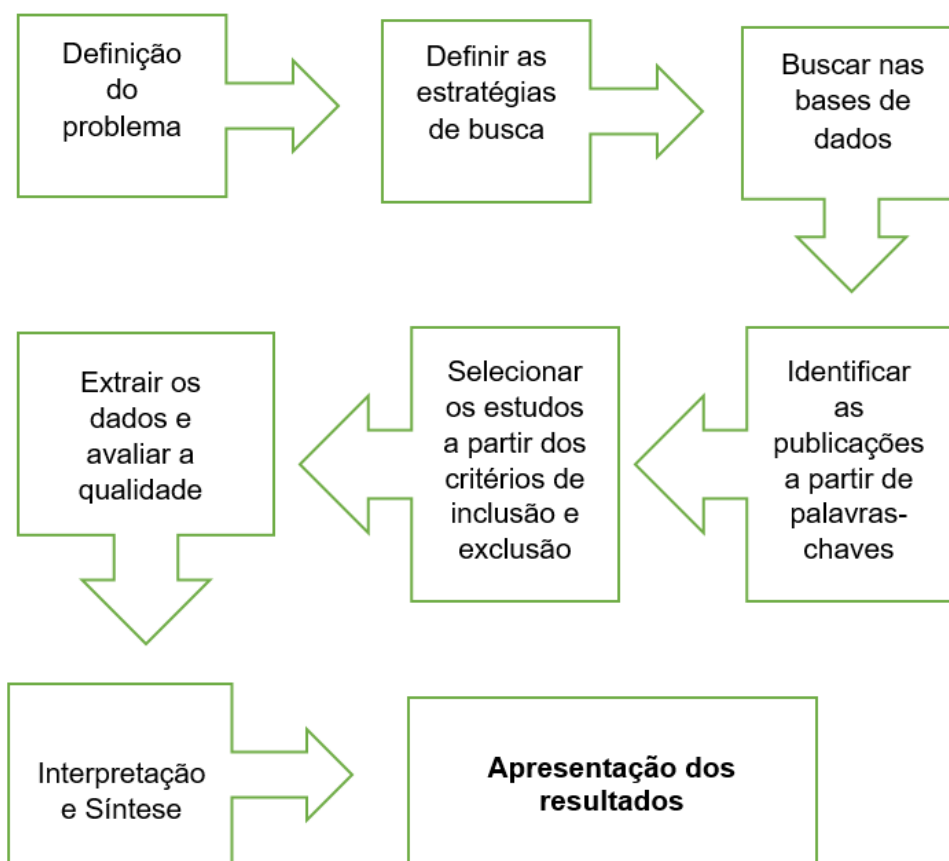 Definição
do
problema
Definir as
estratégias
de busca
Buscar nas
bases de
dados
Identificar
as
publicações
a partir de
palavras-
chaves
Selecionar
os estudos
a partir dos
critérios de
inclusão e
exclusão
Extrair os
dados e
avaliar a
qualidade
Interpretação
e Síntese
Apresentação dos
resultados